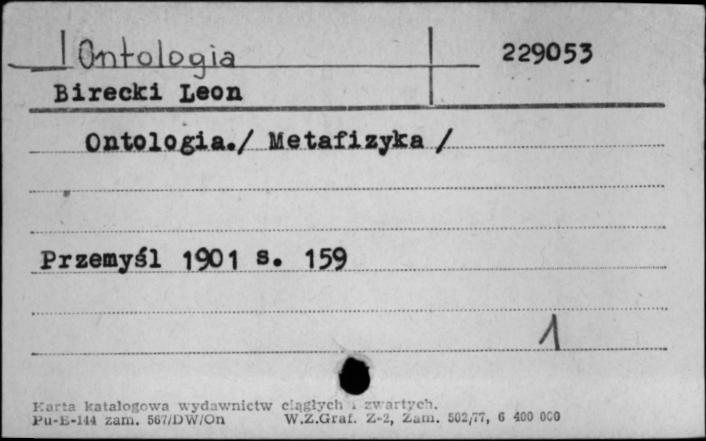 Ontologia 229053
Birecki Leon
Ontologia./ Metafizyka /
Przemyśl 1901 s. 159
1
Karta katalogowa wydawnictw ciągłych i zwartych.
Pu-E-144 zam. 567/DW/On W.Z.Graf. Z-2, Zam. 502/77, 6 400 000